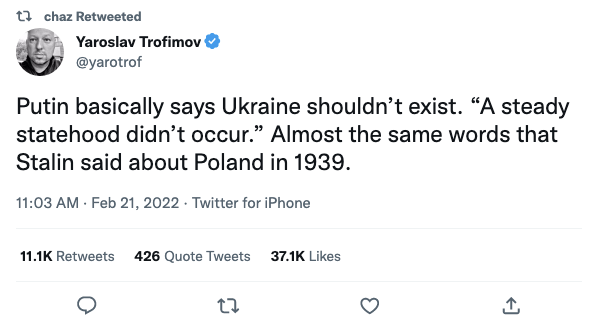 chaz Retweeted
Yaroslav Trofimov
@yarotrof
Putin basically says Ukraine shouldn’t exist. “A steady
statehood didn’t occur.” Almost the same words that
Stalin said about Poland in 1939.
11:03 AM · Feb 21, 2022 · Twitter for iPhone
11.1K Retweets 426 Quote Tweets 37.1K Likes